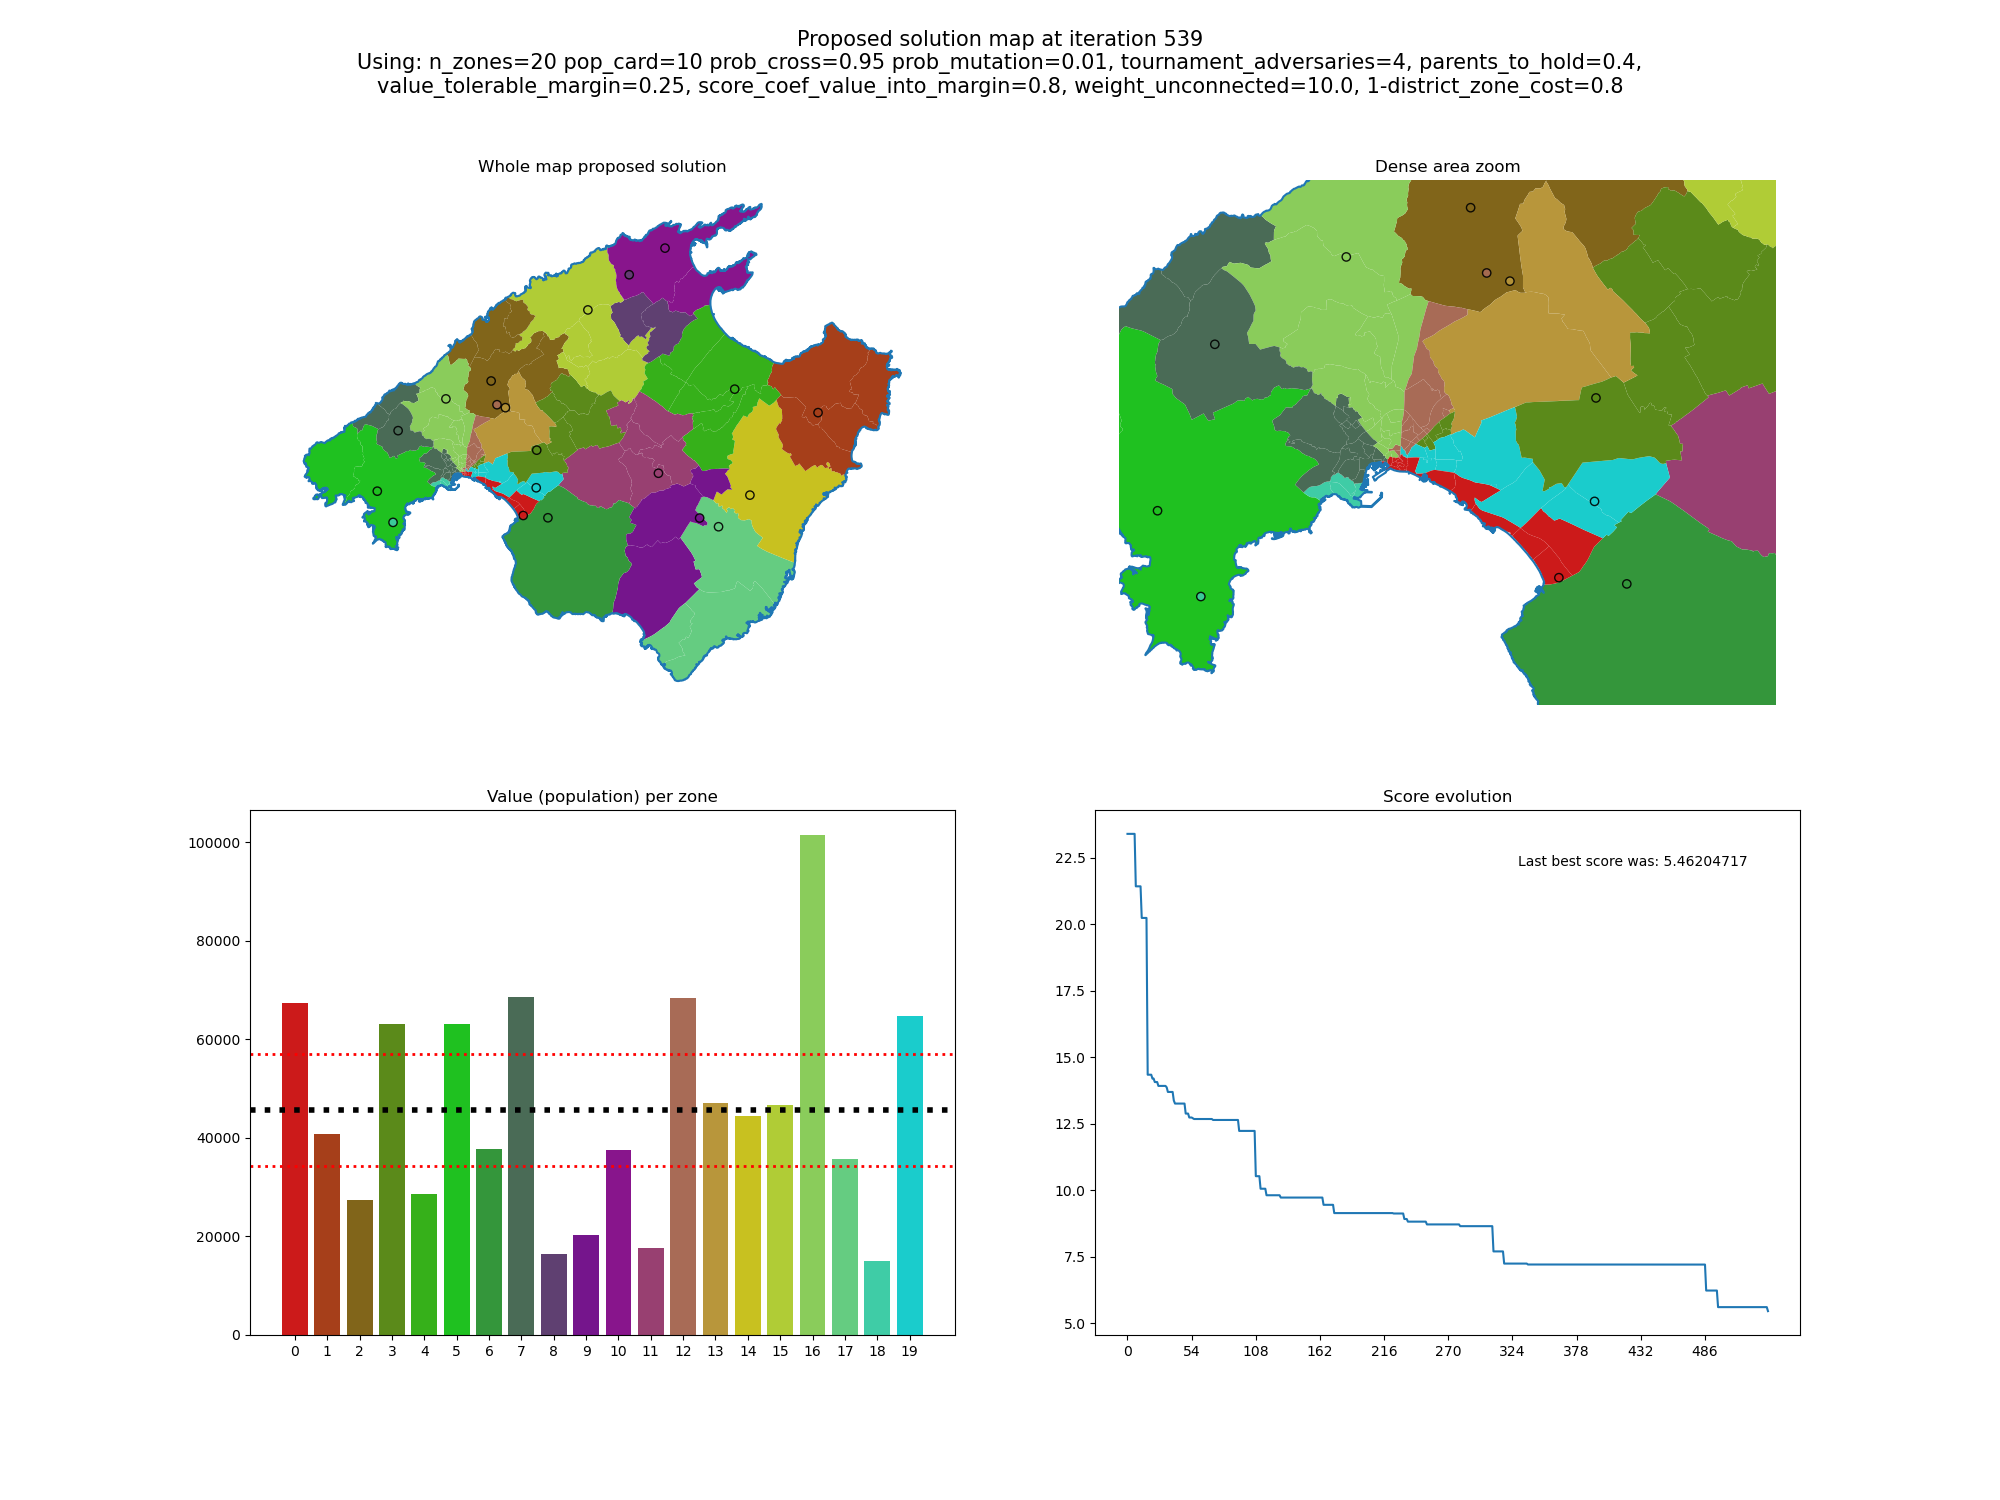 Proposed solution map at iteration 539
Using: n_zones=20 pop_card=10 prob_cross=0.95 prob_mutation=0.01, tournament_adversaries=4, parents_to_hold=0.4,
value_tolerable_margin=0.25, score_coef_value_into_margin=0.8, weight_unconnected=10.0, 1-district_zone_cost=0.8
Whole map proposed solution
Dense area zoom
Value (population) per zone
100000
80000
60000
40000
20000
0
0 1 2 3 4 5 6 7 8 9 10 11 12 13 14 15 16 17 18 19
Score evolution
Last best score was: 5.46204717
22.5
20.0
17.5
15.0
12.5
10.0
7.5
5.0
0 54 108 162 216 270 324 378 432 486